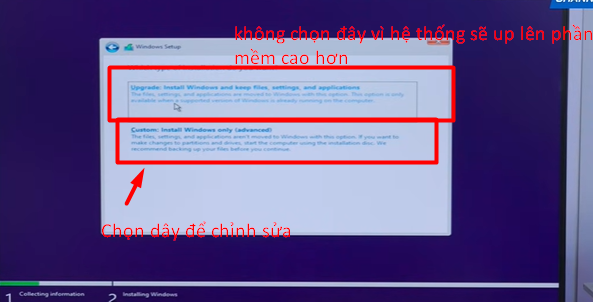 không chọn đây vì hệ thống sẽ up lên phần
mềm cao hơn
Windows Setup
Upgrade: Install Windows and keep files, settings, and applications
The files, settings, and applications are moved to Windows with this option. This option is only
available when a supported version of Windows is already running on the computer.
Custom: Install Windows only (advanced)
The files, settings, and applications aren't moved to Windows with this option. If you want to
make changes to partitions and drives, start the computer using the installation disc. We
recommend backing up your files before you continue.
Chọn dây để chỉnh sửa
1 Collecting information 2 Installing Windows